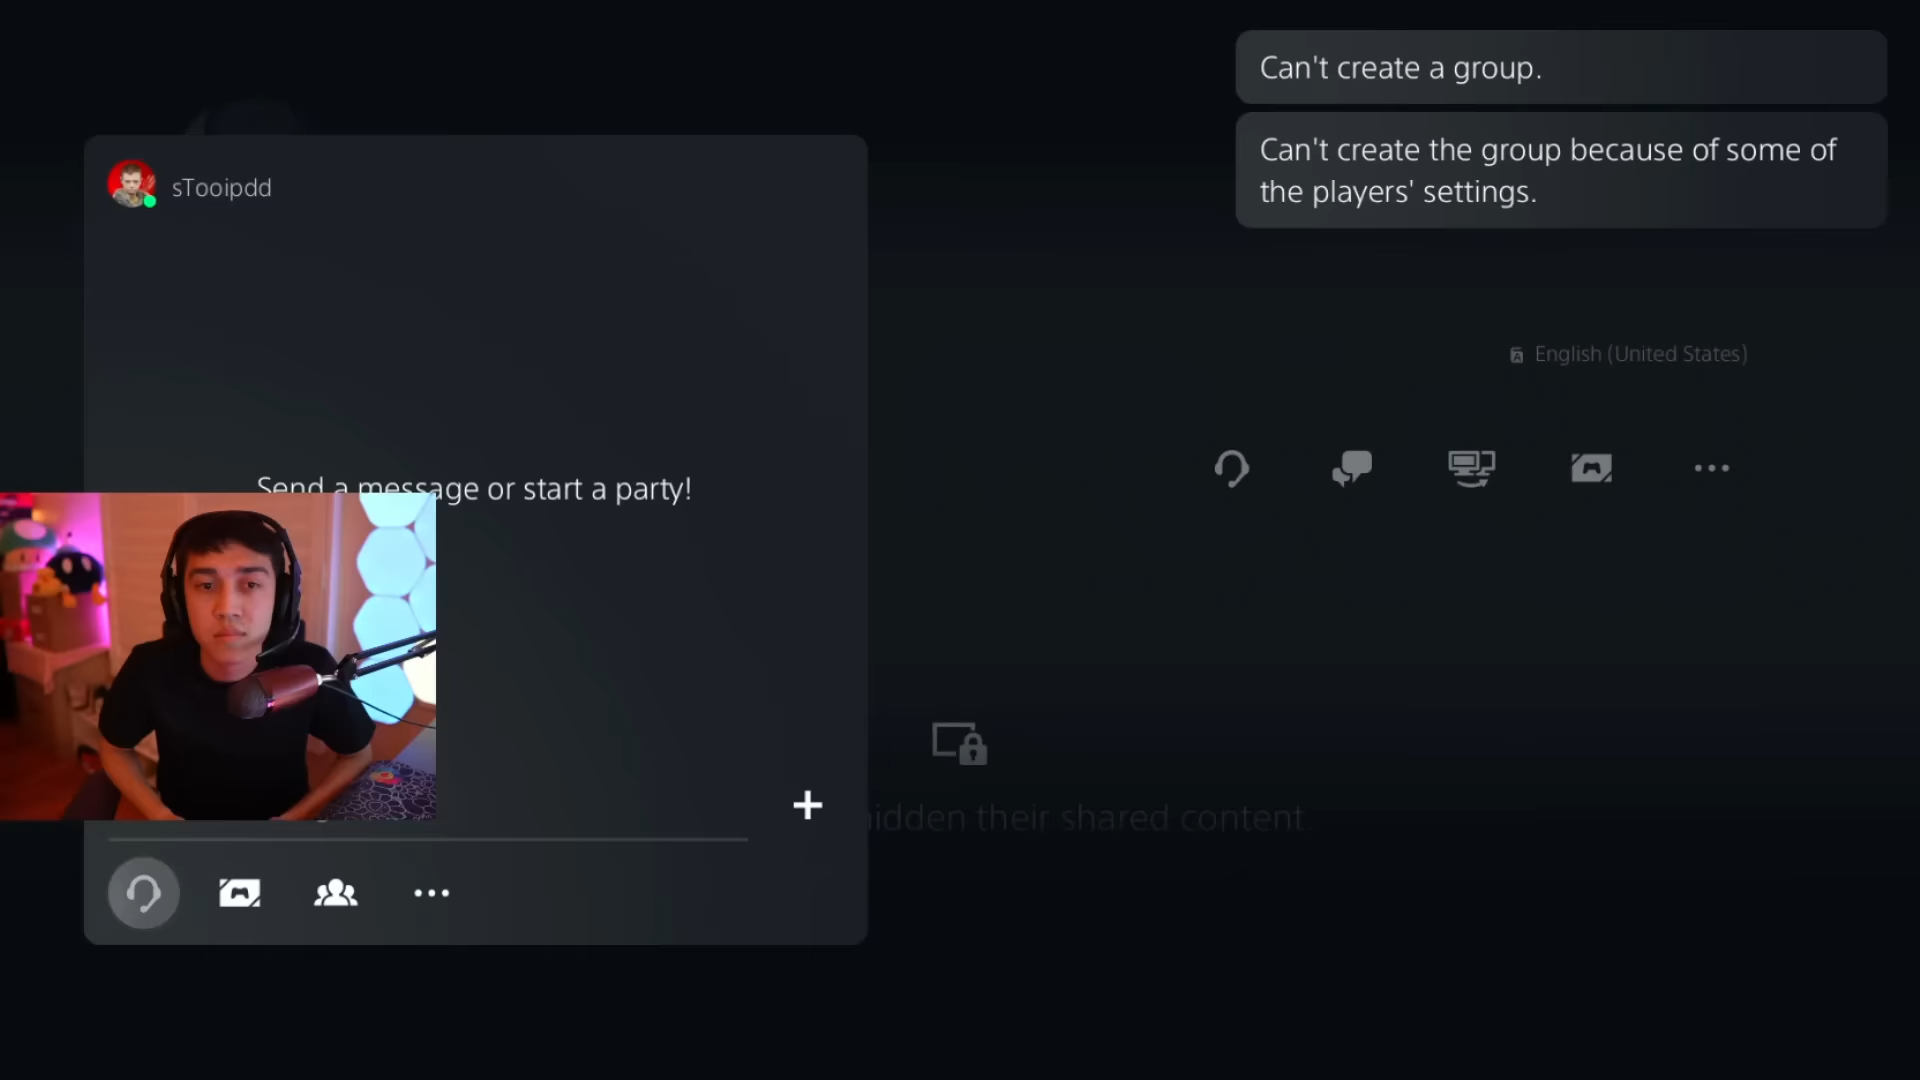 Can't create a group.
Can't create the group because of some of
the players' settings.
sTooipdd
English (United States)
Send a message or start a party!
hidden their shared content.